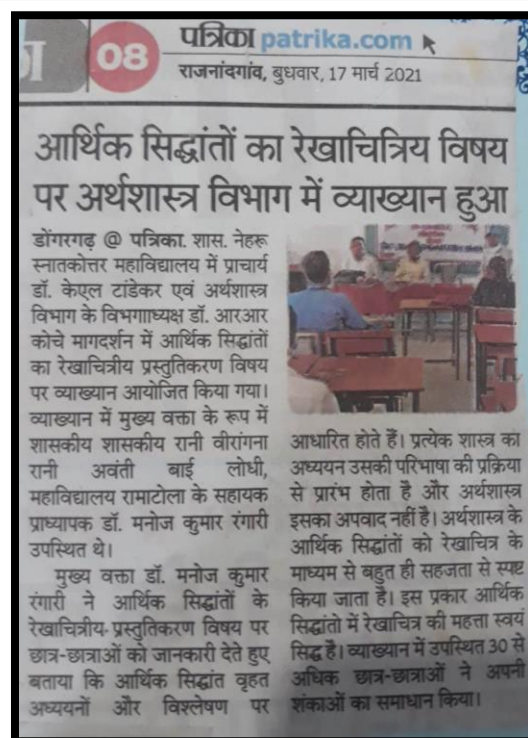 08
पत्रिका patrika.com
राजनांदगांव, बुधवार, 17 मार्च 2021
आर्थिक सिद्धांतों का रेखाचित्रिय विषय
पर अर्थशास्त्र विभाग में व्याख्यान हुआ
डोंगरगढ़ @ पत्रिका. शास. नेहरू
स्नातकोत्तर महाविद्यालय में प्राचार्य
डॉ. केएल टांडेकर एवं अर्थशास्त्र
विभाग के विभगााध्यक्ष डॉ. आरआर
कोचे मागदर्शन में आर्थिक सिद्धांतों
का रेखाचित्रीय प्रस्तुतिकरण विषय
पर व्याख्यान आयोजित किया गया।
व्याख्यान में मुख्य वक्ता के रूप में
शासकीय शासकीय रानी वीरांगना
रानी अवंती बाई लोधी,
महाविद्यालय रामाटोला के सहायक
प्राध्यापक डॉ. मनोज कुमार रंगारी
उपस्थित थे।
मुख्य वक्ता डॉ. मनोज कुमार
रंगारी ने आर्थिक सिद्धांतों के
रेखाचित्रीय प्रस्तुतिकरण विषय पर
छात्र-छात्राओं को जानकारी देते हुए
बताया कि आर्थिक सिद्धांत वृहत
अध्ययनों और विश्लेषण पर
आधारित होते हैं। प्रत्येक शास्त्र का
अध्ययन उसकी परिभाषा की प्रक्रिया
से प्रारंभ होता है और अर्थशास्त्र
इसका अपवाद नहीं है। अर्थशास्त्र के
आर्थिक सिद्धांतों को रेखाचित्र के
माध्यम से बहुत ही सहजता से स्पष्ट
किया जाता है। इस प्रकार आर्थिक
सिद्धांतो में रेखाचित्र की महत्ता स्वयं
सिद्ध है। व्याख्यान में उपस्थित 30 से
अधिक छात्र-छात्राओं ने अपनी
शंकाओं का समाधान किया।